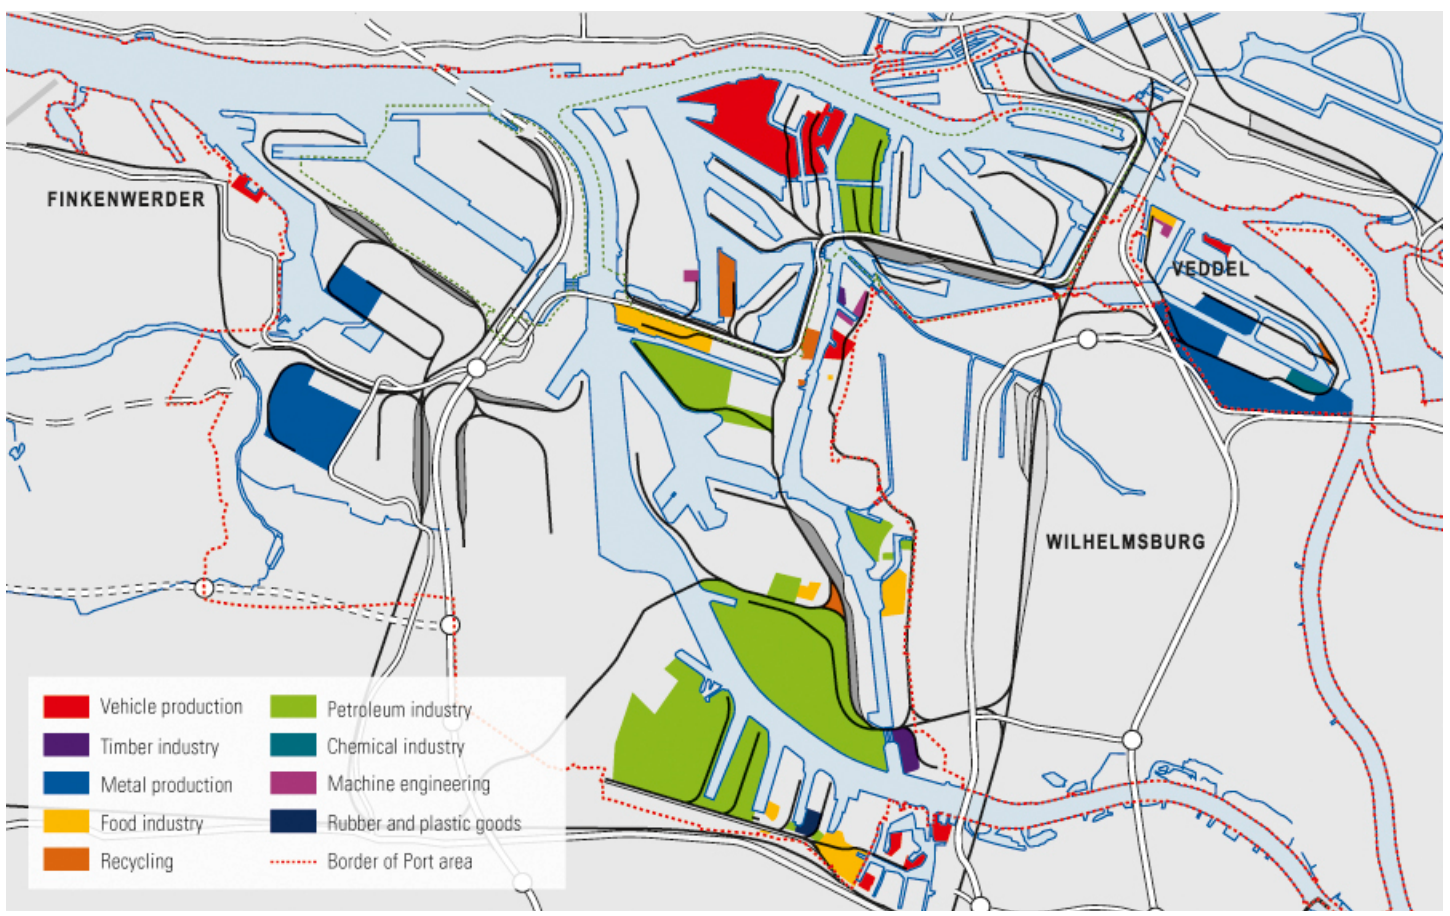 FINKENWERDER
VEDDEL
WILHELMSBURG
Vehicle production
Timber industry
Metal production
Food industry
Recycling
Petroleum industry
Chemical industry
Machine engineering
Rubber and plastic goods
Border of Port area